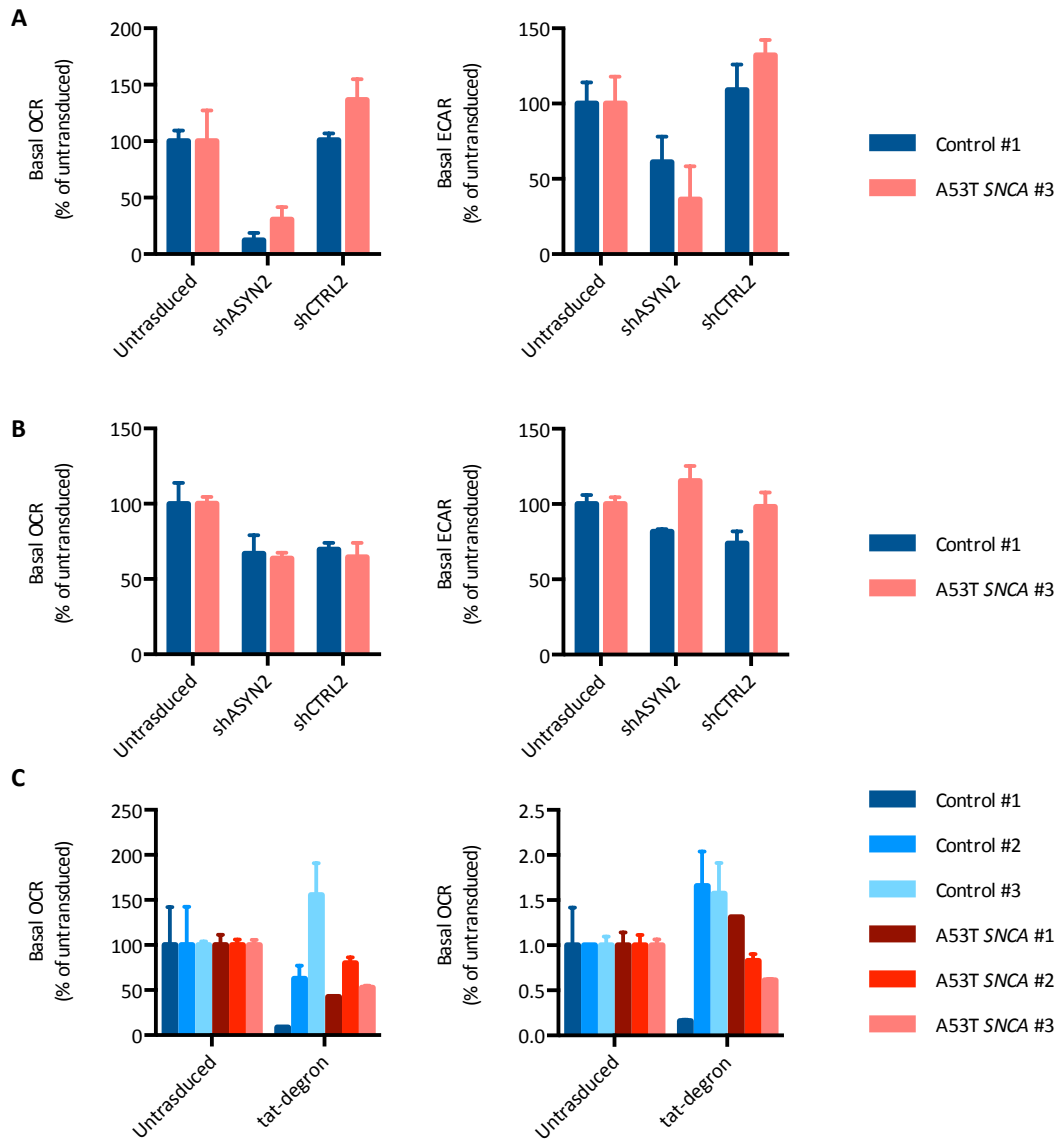 A
Basal OCR
(% of untransduced)
200
150
100
50
0
Untrasduced
shASYN2
shCTRL2
Basal ECAR
(% of untransduced)
150
100
50
0
Untrasduced
shASYN2
shCTRL2
Control #1
A53T SNCA #3
B
Basal OCR
(% of untransduced)
150
100
50
0
Untrasduced
shASYN2
shCTRL2
Basal ECAR
(% of untransduced)
150
100
50
0
Untrasduced
shASYN2
shCTRL2
Control #1
A53T SNCA #3
C
Basal OCR
(% of untransduced)
250
200
150
100
50
0
Untrasduced
tat-degron
Basal OCR
(% of untransduced)
2.5
2.0
1.5
1.0
0.5
0.0
Untrasduced
tat-degron
Control #1
Control #2
Control #3
A53T SNCA #1
A53T SNCA #2
A53T SNCA #3